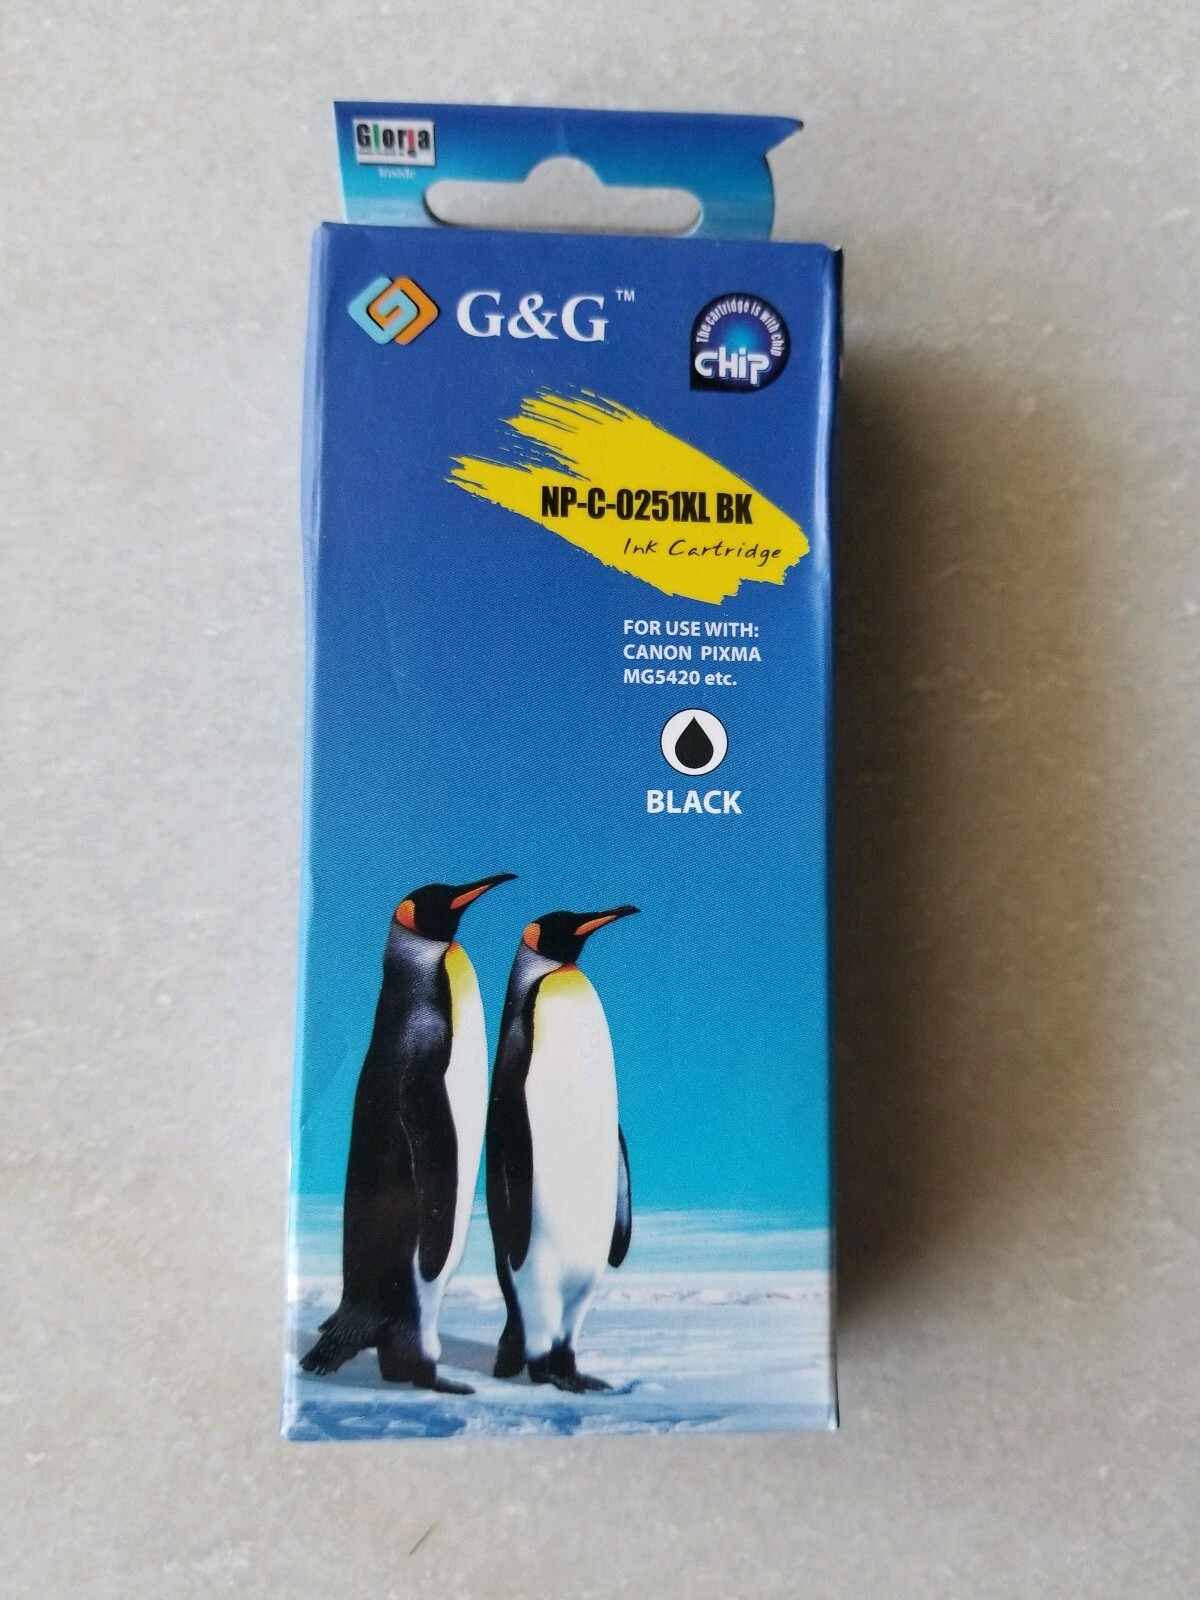 Gloria
Inside
G&G™
The cartridge is with chip
CHiP
NP-C-0251XL BK
Ink Cartridge
FOR USE WITH:
CANON PIXMA
MG5420 etc.
BLACK